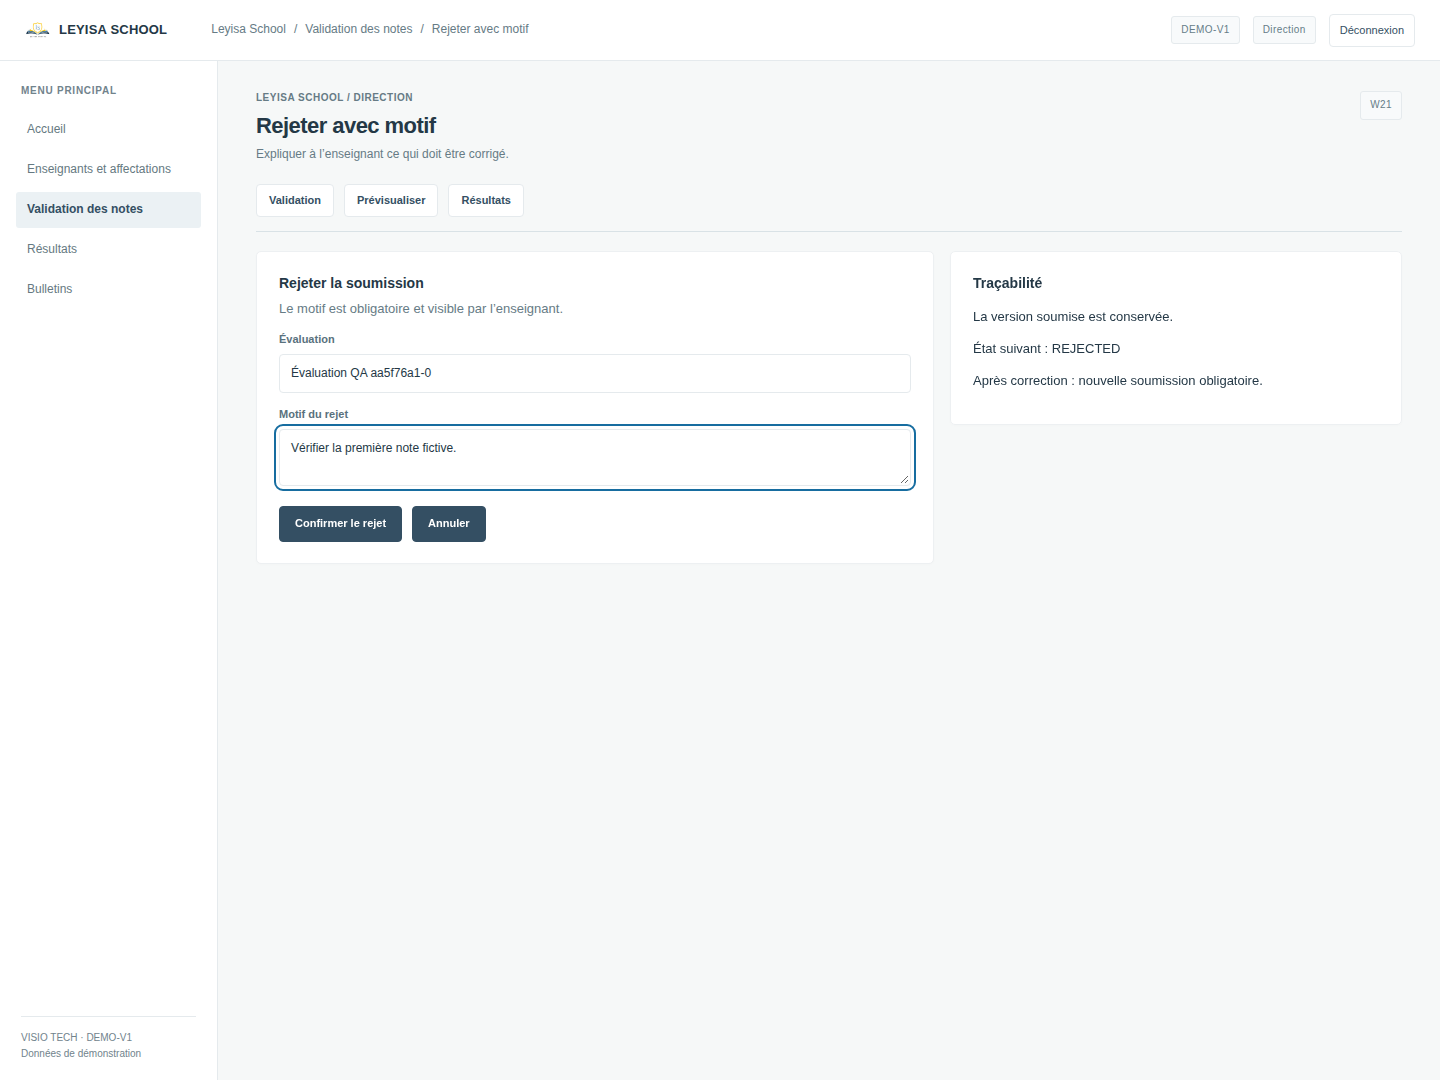 LEYISA SCHOOL
Leyisa School / Validation des notes / Rejeter avec motif
DEMO-V1
Direction
Déconnexion
MENU PRINCIPAL
Accueil
Enseignants et affectations
Validation des notes
Résultats
Bulletins
VISIO TECH · DEMO-V1
Données de démonstration
LEYISA SCHOOL / DIRECTION
Rejeter avec motif
Expliquer à l’enseignant ce qui doit être corrigé.
W21
Validation
Prévisualiser
Résultats
Rejeter la soumission
Le motif est obligatoire et visible par l’enseignant.
Évaluation
Évaluation QA aa5f76a1-0
Motif du rejet
Vérifier la première note fictive.
Confirmer le rejet
Annuler
Traçabilité
La version soumise est conservée.
État suivant : REJECTED
Après correction : nouvelle soumission obligatoire.